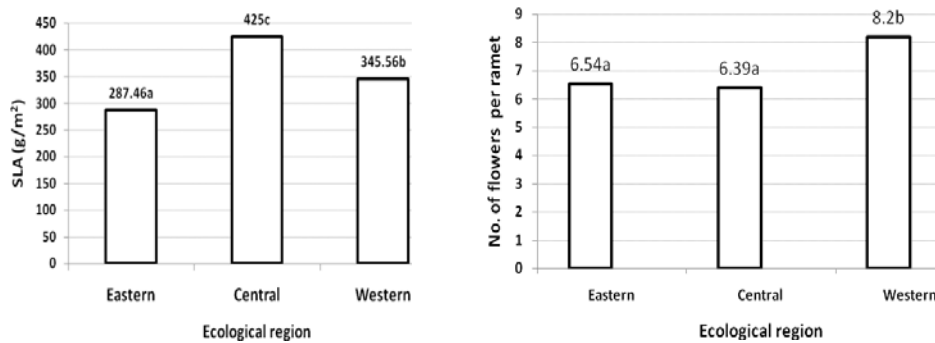 SLA (g/m²)
450
400
350
300
250
200
150
100
50
0
287.46a
425c
345.56b
Eastern Central Western
Ecological region
No. of flowers per ramet
9
8
7
6
5
4
3
2
1
0
6.54a
6.39a
8.2b
Eastern Central Western
Ecological region